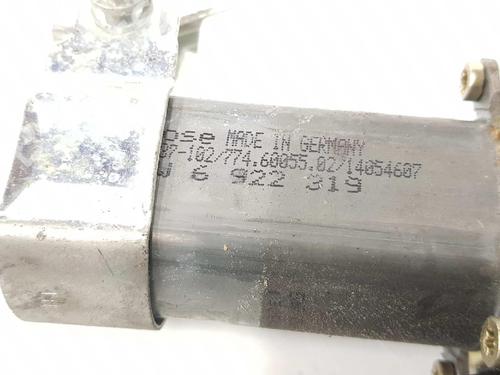 ose MADE IN GERMANY
07-102/774.60055.02/14054607
W 6 922 319